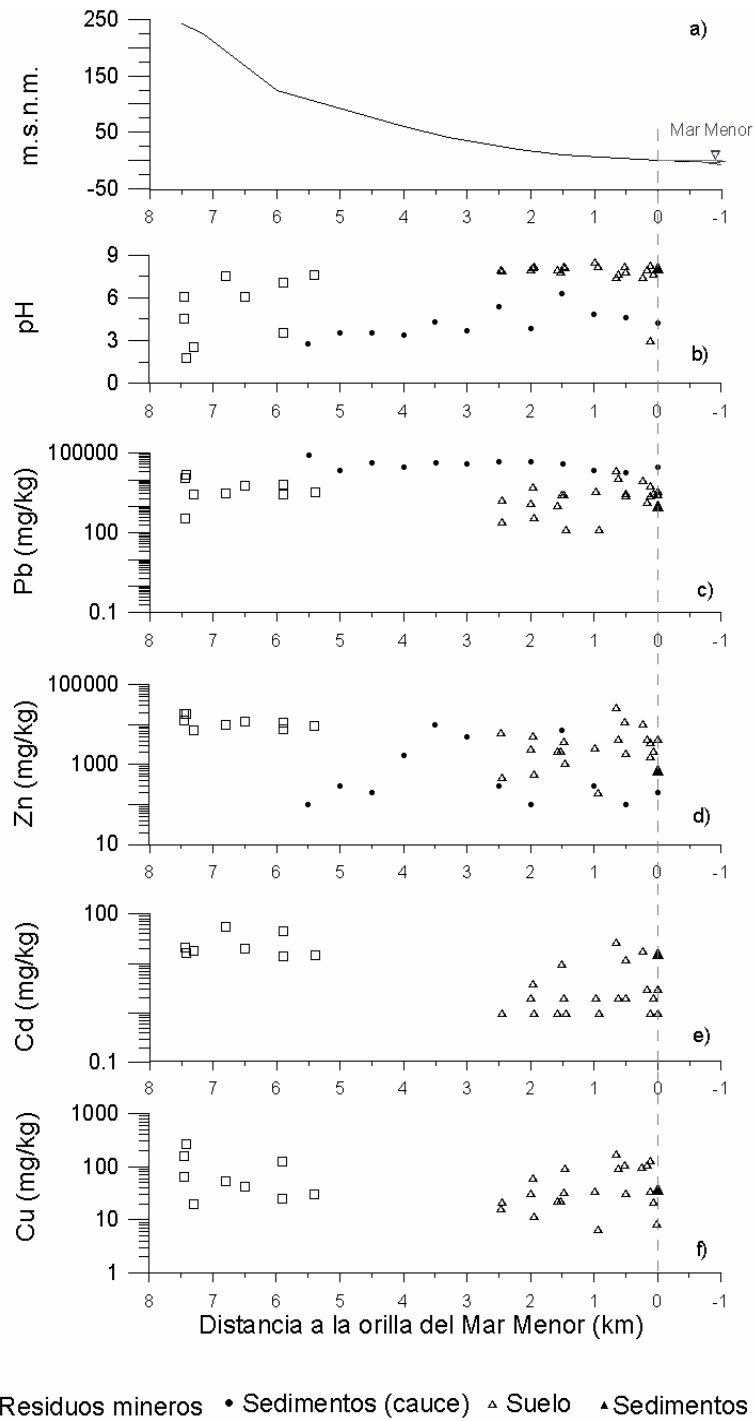 250
150
50
-50
m.s.n.m.
a)
Mar Menor
8 7 6 5 4 3 2 1 0 -1
9
6
3
0
pH
b)
8 7 6 5 4 3 2 1 0 -1
100000
100
0.1
Pb (mg/kg)
c)
8 7 6 5 4 3 2 1 0 -1
100000
1000
10
Zn (mg/kg)
d)
8 7 6 5 4 3 2 1 0 -1
100
0.1
Cd (mg/kg)
e)
8 7 6 5 4 3 2 1 0 -1
1000
100
10
1
Cu (mg/kg)
f)
8 7 6 5 4 3 2 1 0 -1
Distancia a la orilla del Mar Menor (km)
Residuos mineros Sedimentos (cauce) Suelo Sedimentos